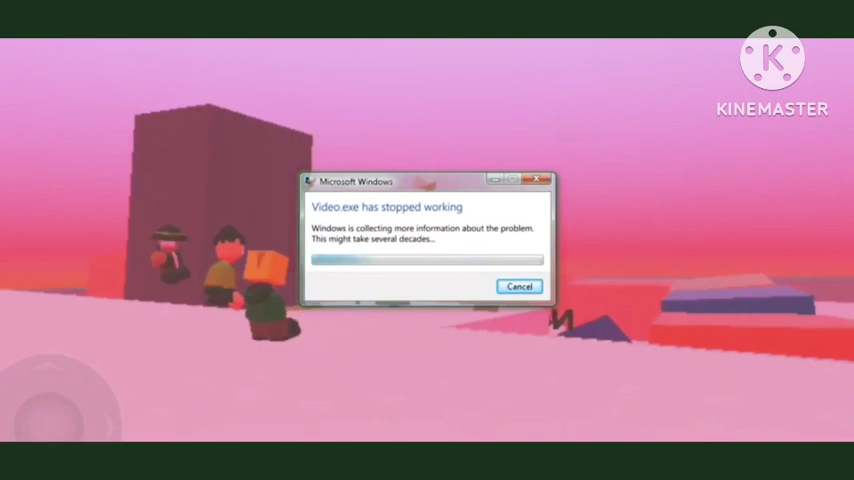 K
KINEMASTER
Microsoft Windows
Video.exe has stopped working
Windows is collecting more information about the problem.
This might take several decades...
Cancel